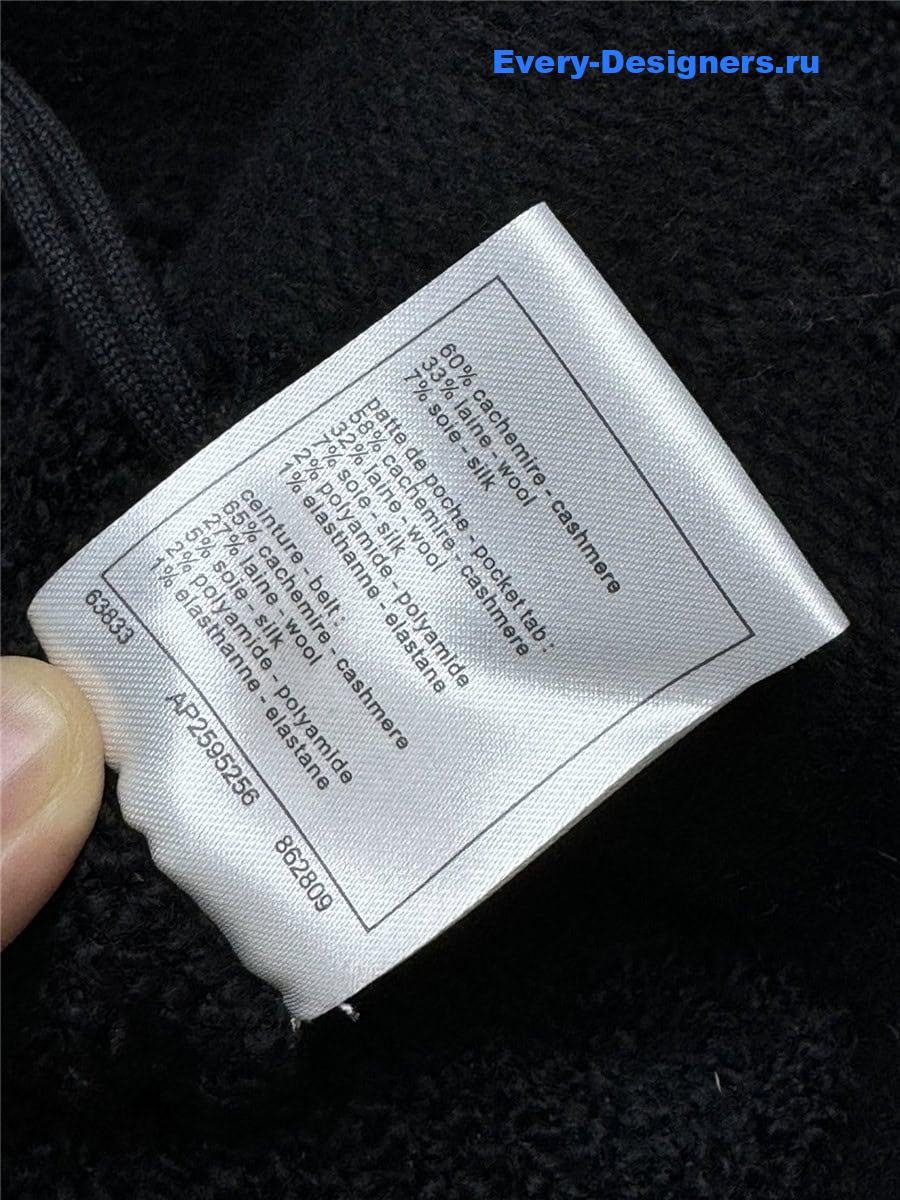 Every-Designers.ru
60% cachemire - cashmere
33% laine - wool
7% soie - silk
patte de poche - pocket tab :
58% cachemire - cashmere
32% laine - wool
7% soie - silk
2% polyamide - polyamide
1% elasthanne - elastane
ceinture - belt :
65% cachemire - cashmere
27% laine - wool
5% soie - silk
2% polyamide - polyamide
1% elasthanne - elastane
63833
AP2595256
862809